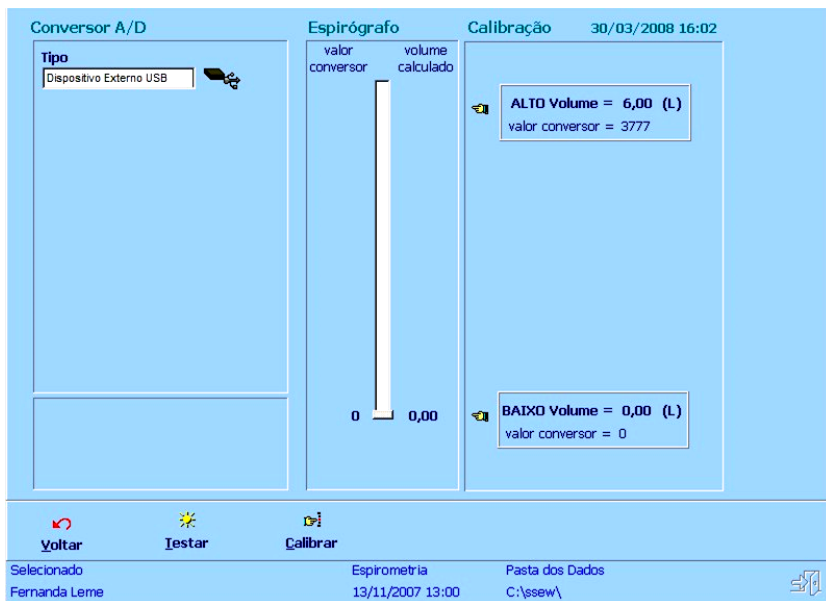 Conversor A/D
Tipo
Dispositivo Externo USB
Espirógrafo
valor conversor
volume calculado
0 0,00
Calibração 30/03/2008 16:02
ALTO Volume = 6,00 (L)
valor conversor = 3777
BAIXO Volume = 0,00 (L)
valor conversor = 0
Voltar Testar Calibrar
Selecionado Espirometria Pasta dos Dados
Fernanda Leme 13/11/2007 13:00 C:\ssew\